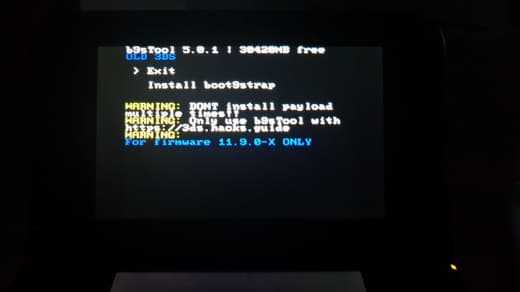 b9sTool 5.0.1 | 30420MB free
OLD 3DS
> Exit
Install boot9strap
WARNING: DONT install payload
multiple times!!
WARNING: Only use b9sTool with
https://3ds.hacks.guide
WARNING:
For firmware 11.9.0-X ONLY